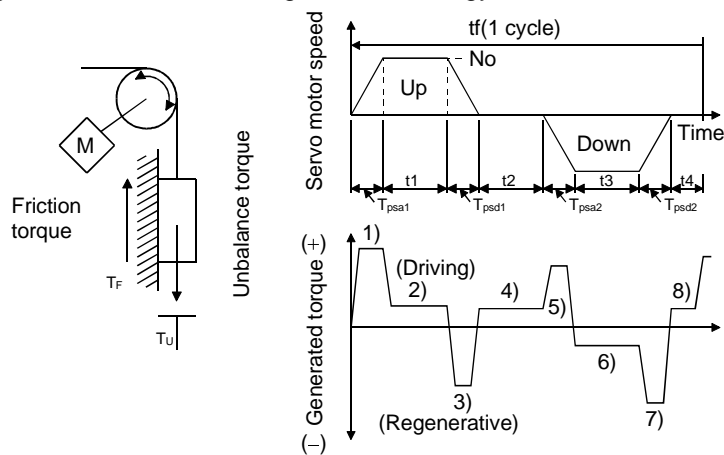 tf(1 cycle)
Servo motor speed
No
Up
Down
Time
t1
t2
t3
t4
Tpsa1
Tpsd1
Tpsa2
Tpsd2
M
Friction
torque
TF
TU
Unbalance torque
Generated torque
(+)
(−)
1)
(Driving)
2)
3)
(Regenerative)
4)
5)
6)
7)
8)